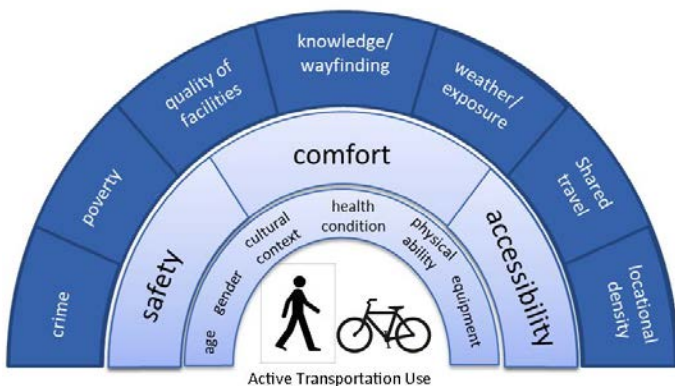 crime
poverty
quality of
facilities
knowledge/
wayfinding
weather/
exposure
Shared
travel
locational
density
safety
comfort
accessibility
age
gender
cultural
context
health
condition
physical
ability
equipment
Active Transportation Use